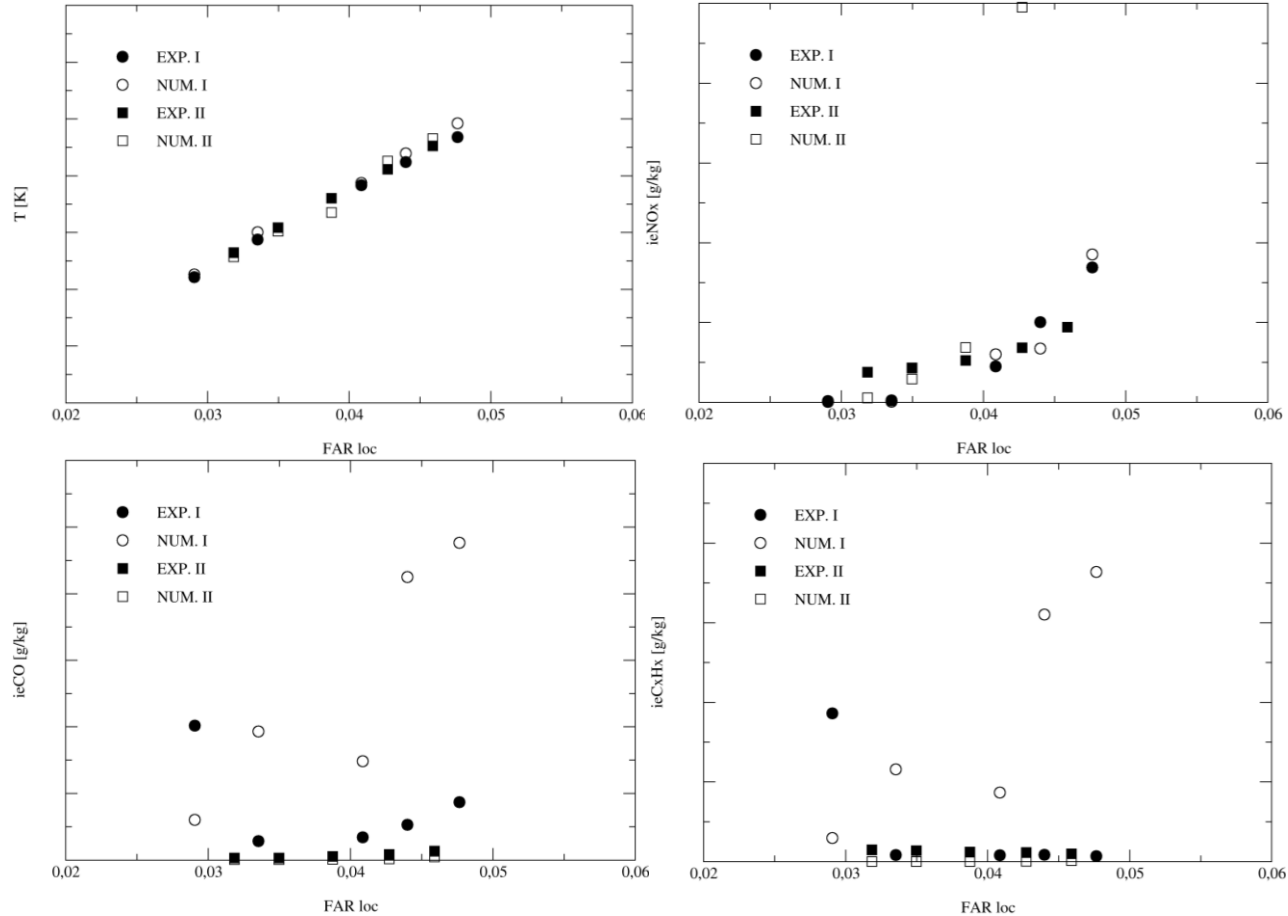 EXP. I
NUM. I
EXP. II
NUM. II
T [K]
0,02 0,03 0,04 0,05 0,06
FAR loc
EXP. I
NUM. I
EXP. II
NUM. II
ieNOx [g/kg]
0,02 0,03 0,04 0,05 0,06
FAR loc
EXP. I
NUM. I
EXP. II
NUM. II
ieCO [g/kg]
0,02 0,03 0,04 0,05 0,06
FAR loc
EXP. I
NUM. I
EXP. II
NUM. II
ieCxHx [g/kg]
0,02 0,03 0,04 0,05 0,06
FAR loc